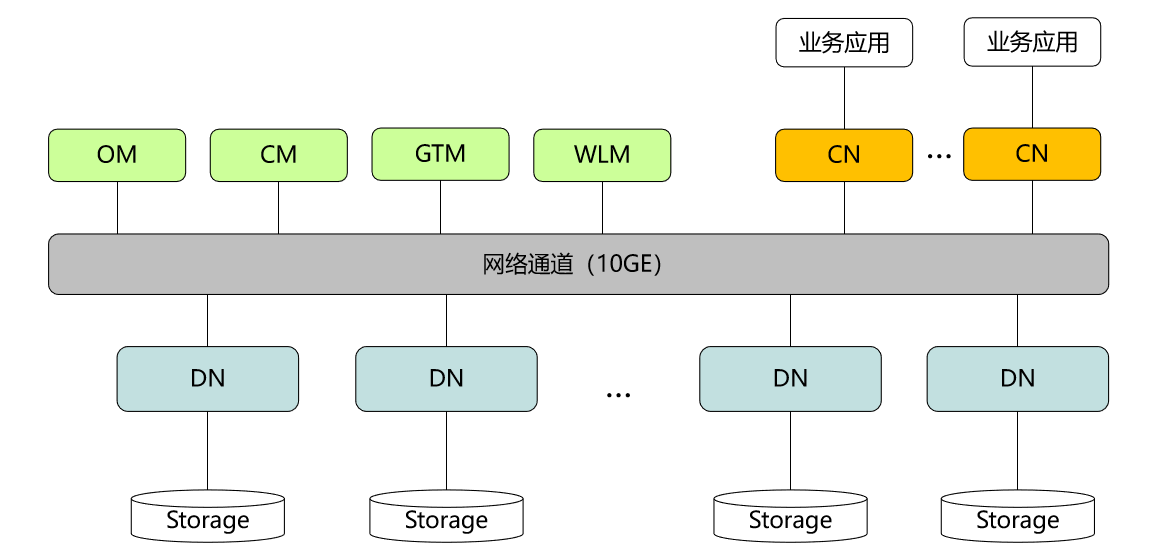 业务应用
业务应用
OM
CM
GTM
WLM
CN
...
CN
网络通道（10GE）
DN
DN
...
DN
DN
Storage
Storage
Storage
Storage